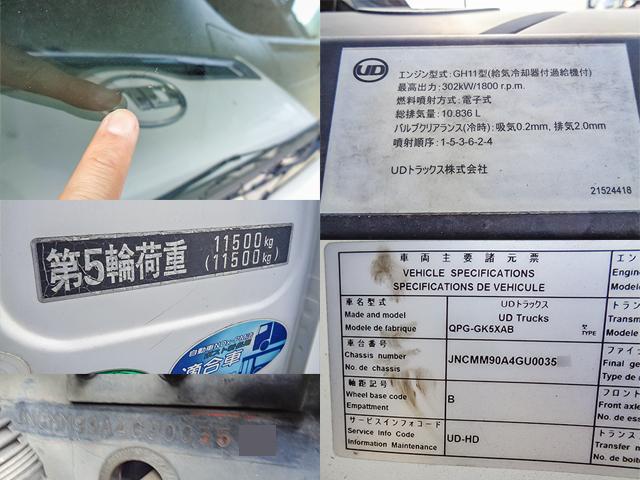 UD
エンジン型式:GH11型(給気冷却器付過給機付)
最高出力:302kW/1800 r.p.m.
燃料噴射方式:電子式
総排気量:10.836 L
バルブクリアランス(冷時):吸気0.2mm, 排気2.0mm
噴射順序:1-5-3-6-2-4
UDトラックス株式会社
21524418
第5輪荷重
11500kg
(11500kg)
自動車NOx・PM法
適合車
車両主要諸元票
VEHICLE SPECIFICATIONS
SPECIFICATIONS DE VEHICULE
車名型式
Made and model
Modele de fabrique
UDトラックス
UD Trucks
QPG-GK5XAB
型
TYPE
車台番号
Chassis number
No. de chassis
JNCMM90A4GU0035
軸距記号
Wheel base code
Empattement
B
サービスインフォコード
Service Info Code
Information Maintenance
UD-HD
エン
Engin
Modele
トラン
Transm
Modele
ファイ
Final ge
フロン
Front axle
No. de es
トランス
Transfer n
No. de boît